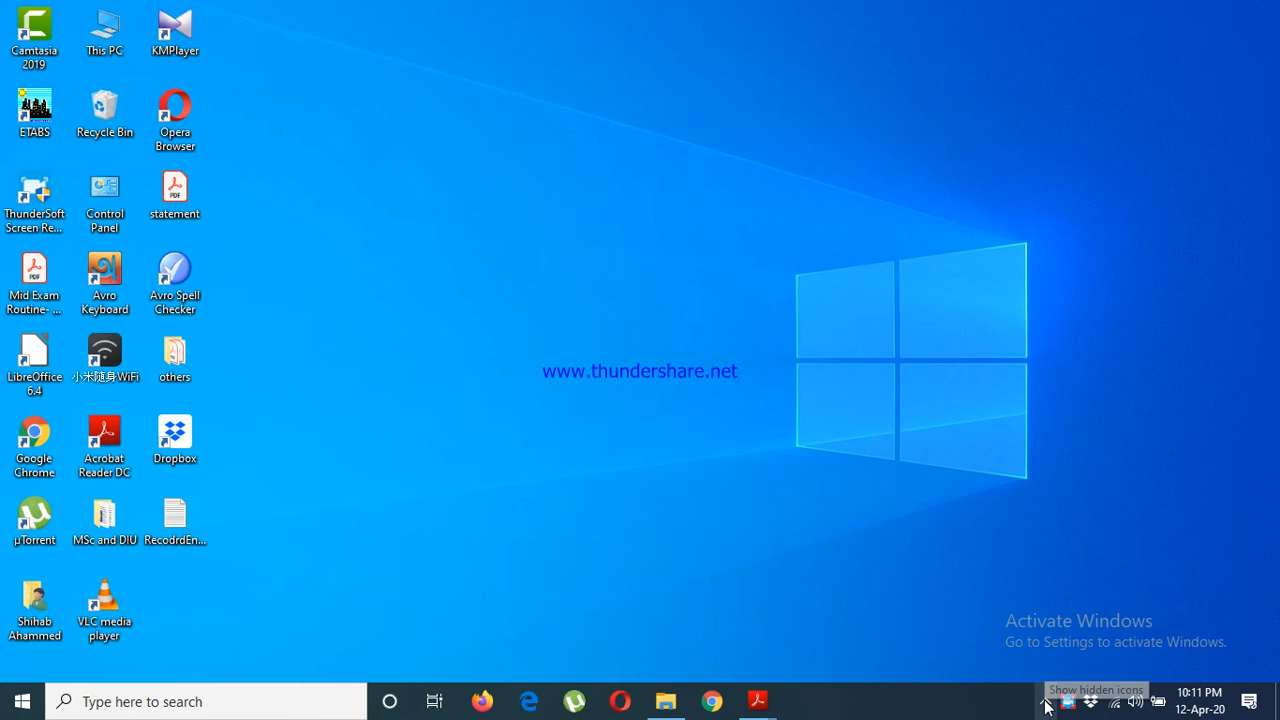 Camtasia
2019
This PC
KMPlayer
ETABS
Recycle Bin
Opera
Browser
ThunderSoft
Screen Re...
Control
Panel
statement
Mid Exam
Routine- ...
Avro
Keyboard
Avro Spell
Checker
LibreOffice
6.4
小米随身WiFi
others
Google
Chrome
Acrobat
Reader DC
Dropbox
µTorrent
MSc and DIU
RecodrdEn...
Shihab
Ahammed
VLC media
player
www.thundershare.net
Activate Windows
Go to Settings to activate Windows.
Show hidden icons
Type here to search
10:11 PM
12-Apr-20